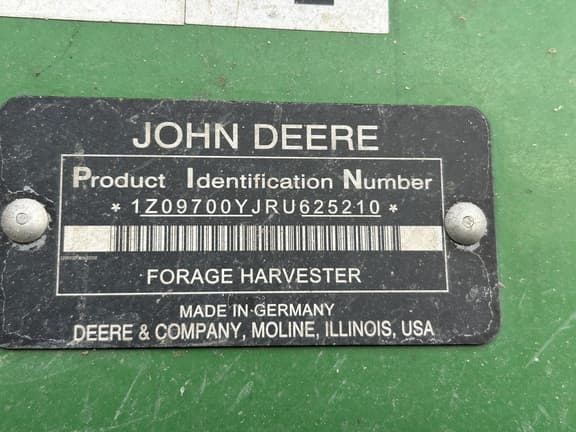 JOHN DEERE
Product Identification Number
*1Z09700YJRU625210*
FORAGE HARVESTER
MADE IN GERMANY
DEERE & COMPANY, MOLINE, ILLINOIS, USA